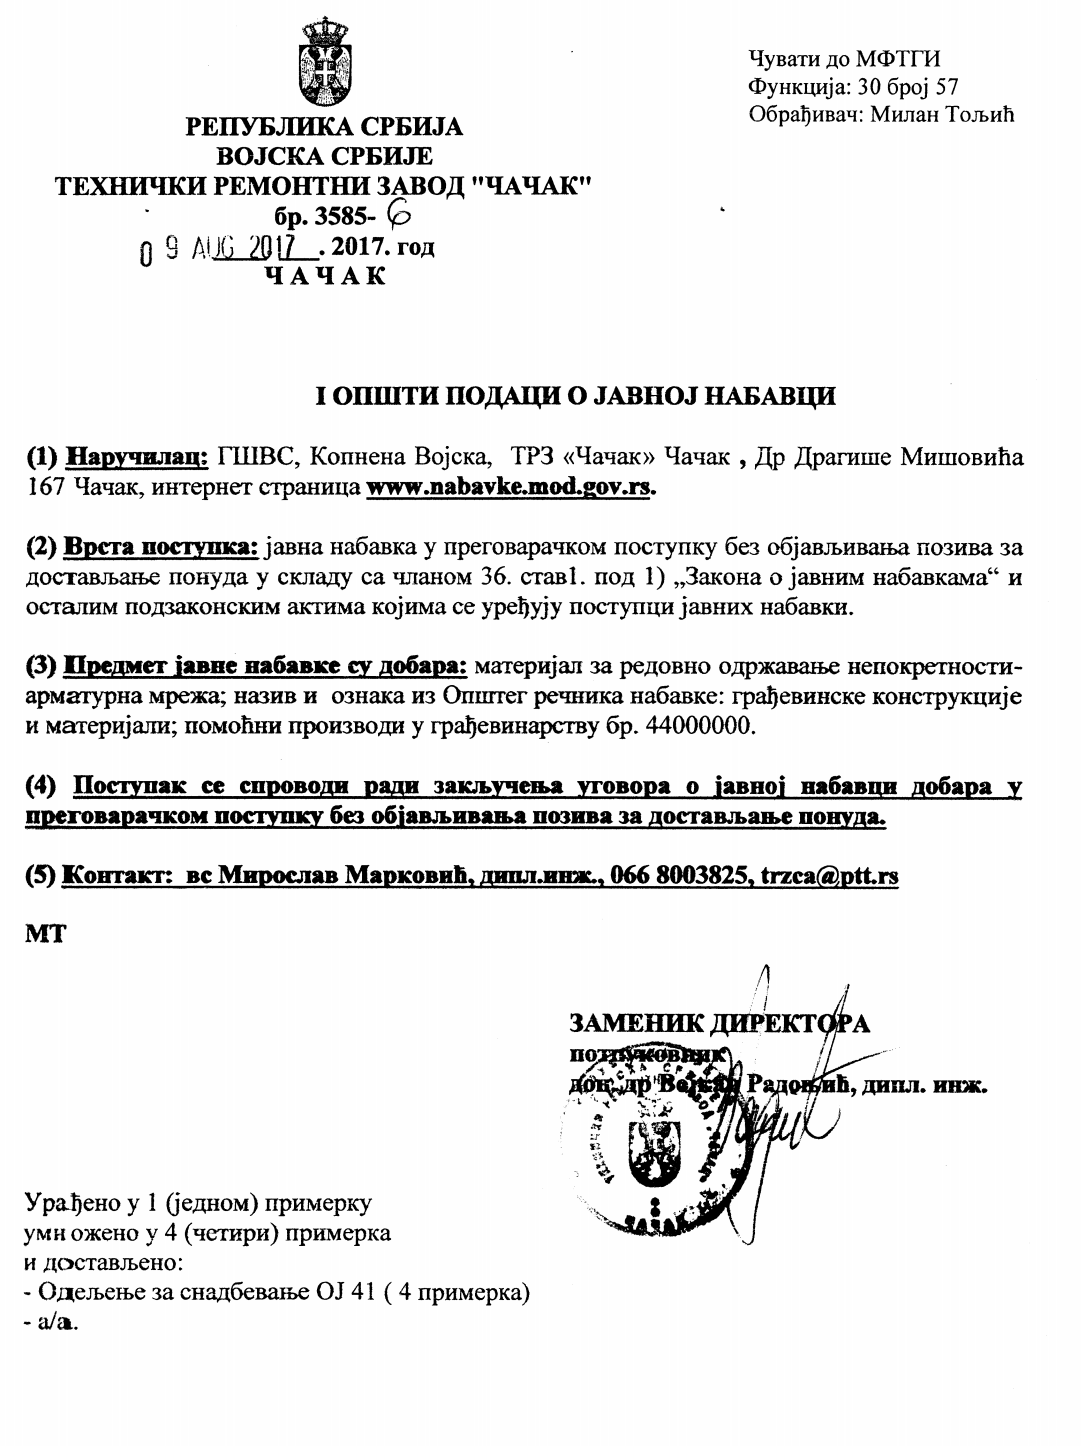 Чувати до МФТГИ
Функција: 30 број 57
Обрађивач: Милан Тољић
РЕПУБЛИКА СРБИЈА
ВОЈСКА СРБИЈЕ
ТЕХНИЧКИ РЕМОНТНИ ЗАВОД "ЧАЧАК"
бр. 3585- 6
09 AUG 2017 . 2017. год
Ч А Ч А К
I ОПШТИ ПОДАЦИ О ЈАВНОЈ НАБАВЦИ
(1) Наручилац: ГШВС, Копнена Војска, ТРЗ «Чачак» Чачак , Др Драгише Мишовића
167 Чачак, интернет страница www.nabavke.mod.gov.rs.
(2) Врста поступка: јавна набавка у преговарачком поступку без објављивања позива за
достављање понуда у складу са чланом 36. став1. под 1) „Закона о јавним набавкама“ и
осталим подзаконским актима којима се уређују поступци јавних набавки.
(3) Предмет јавне набавке су добара: материјал за редовно одржавање непокретности-
арматурна мрежа; назив и ознака из Општег речника набавке: грађевинске конструкције
и материјали; помоћни производи у грађевинарству бр. 44000000.
(4) Поступак се спроводи ради закључења уговора о јавној набавци добара у
преговарачком поступку без објављивања позива за достављање понуда.
(5) Контакт: вс Мирослав Марковић, дипл.инж., 066 8003825, trzca@ptt.rs
МТ
ЗАМЕНИК ДИРЕКТОРА
потпуковник
доц. др Војкан Радоњић, дипл. инж.
ЧАЧАК
Урађено у 1 (једном) примерку
умн ожено у 4 (четири) примерка
и достављено:
- Одељење за снадбевање ОЈ 41 ( 4 примерка)
- а/а.